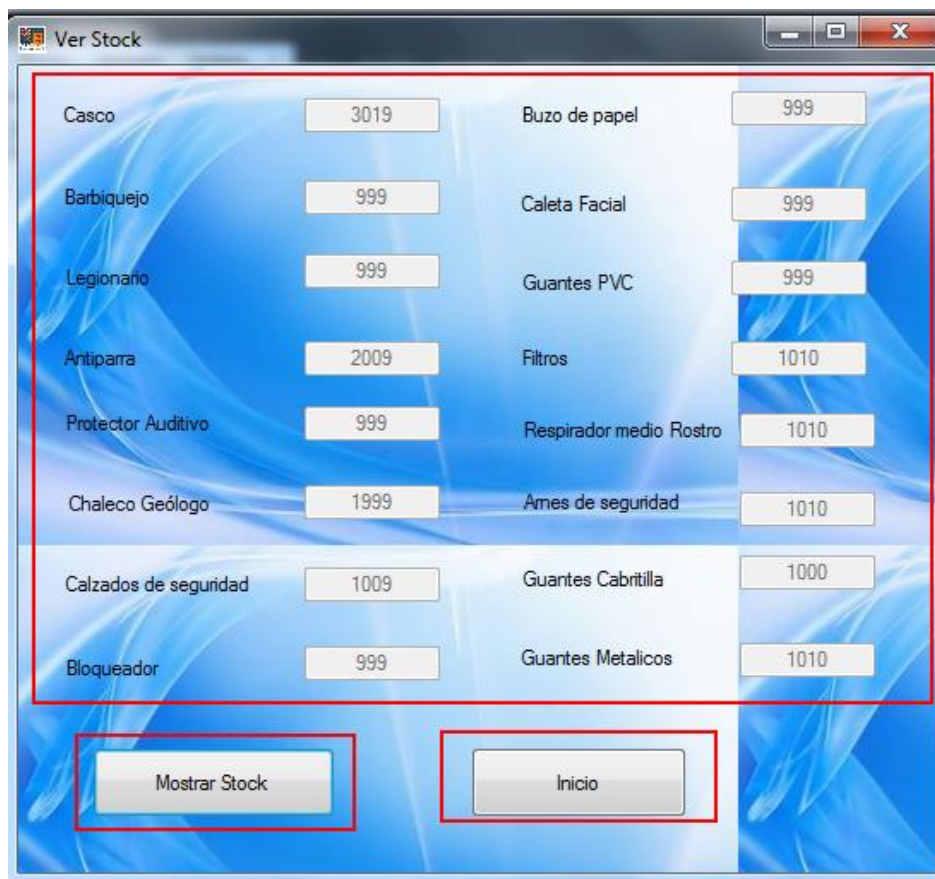 Ver Stock
Casco 3019 Buzo de papel 999
Barbiquejo 999 Caleta Facial 999
Legionario 999 Guantes PVC 999
Antiparra 2009 Filtros 1010
Protector Auditivo 999 Respirador medio Rostro 1010
Chaleco Geólogo 1999 Arnes de seguridad 1010
Calzados de seguridad 1009 Guantes Cabritilla 1000
Bloqueador 999 Guantes Metalicos 1010
Mostrar Stock Inicio